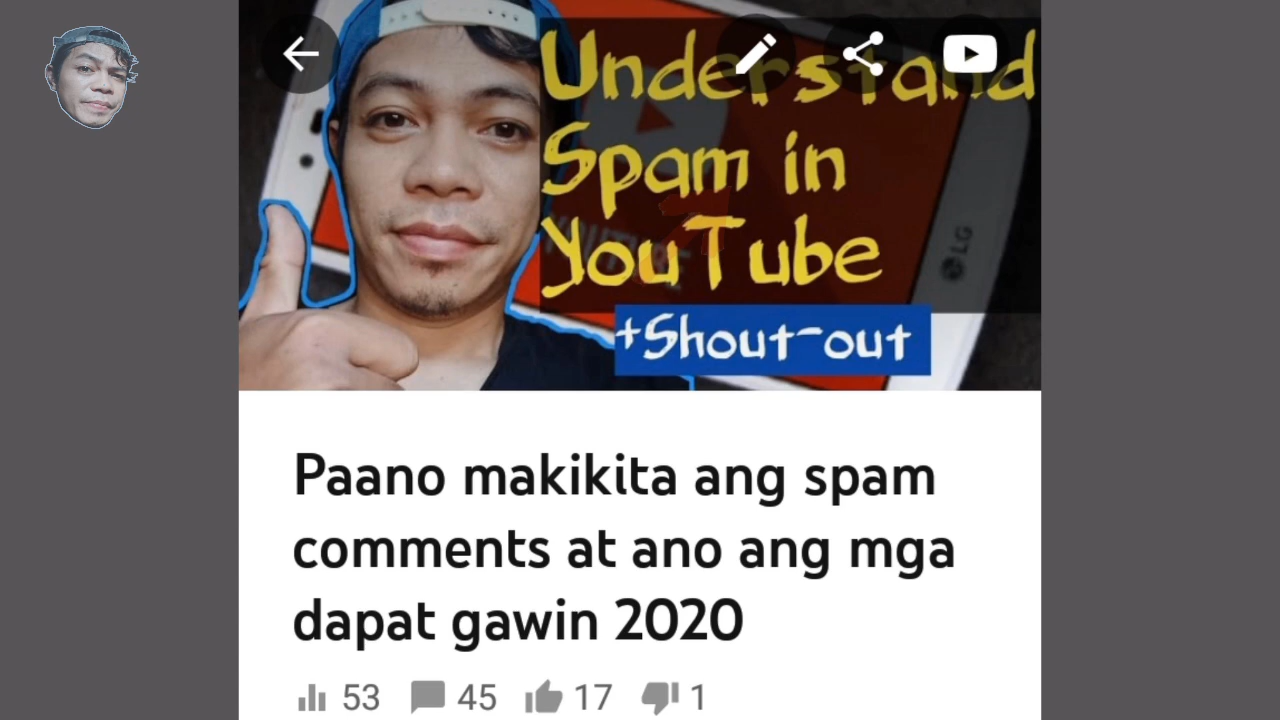 Understand
Spam in
YouTube
LG
+Shout-out
Paano makikita ang spam
comments at ano ang mga
dapat gawin 2020
53 45 17 1